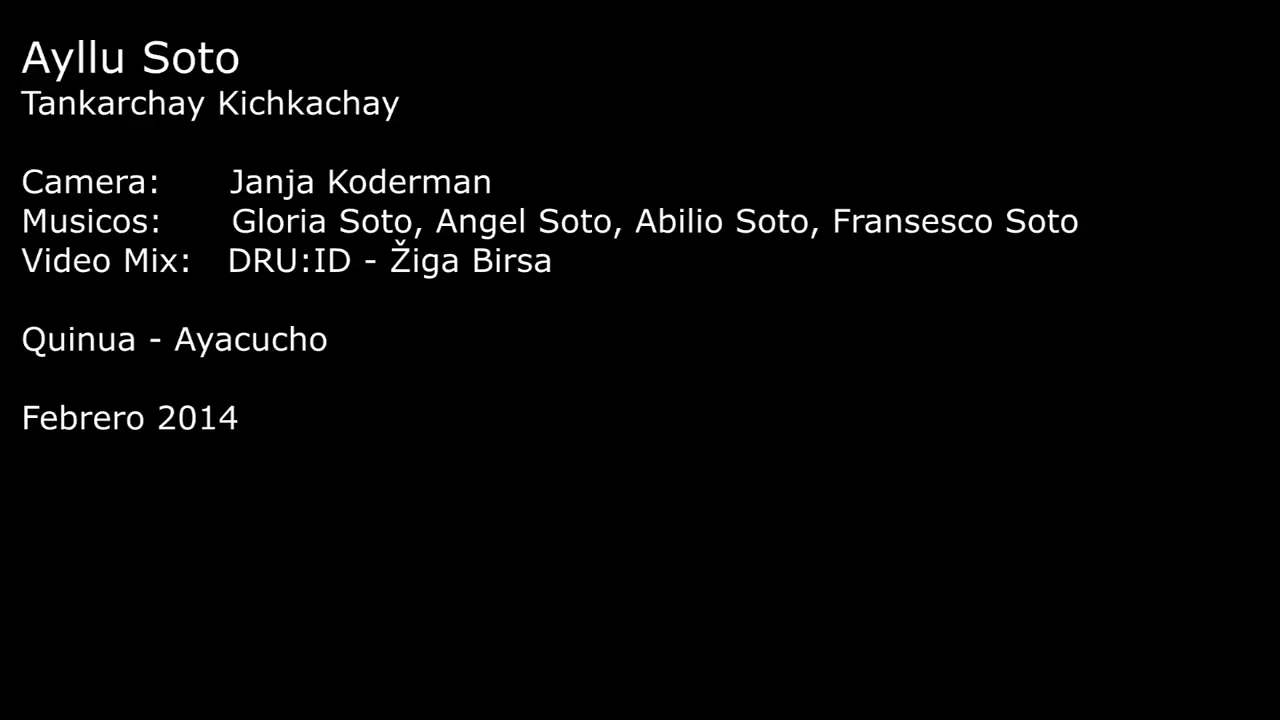 Ayllu Soto
Tankarchay Kichkachay
Camera: Janja Koderman
Musicos: Gloria Soto, Angel Soto, Abilio Soto, Fransesco Soto
Video Mix: DRU:ID - Žiga Birsa
Quinua - Ayacucho
Febrero 2014